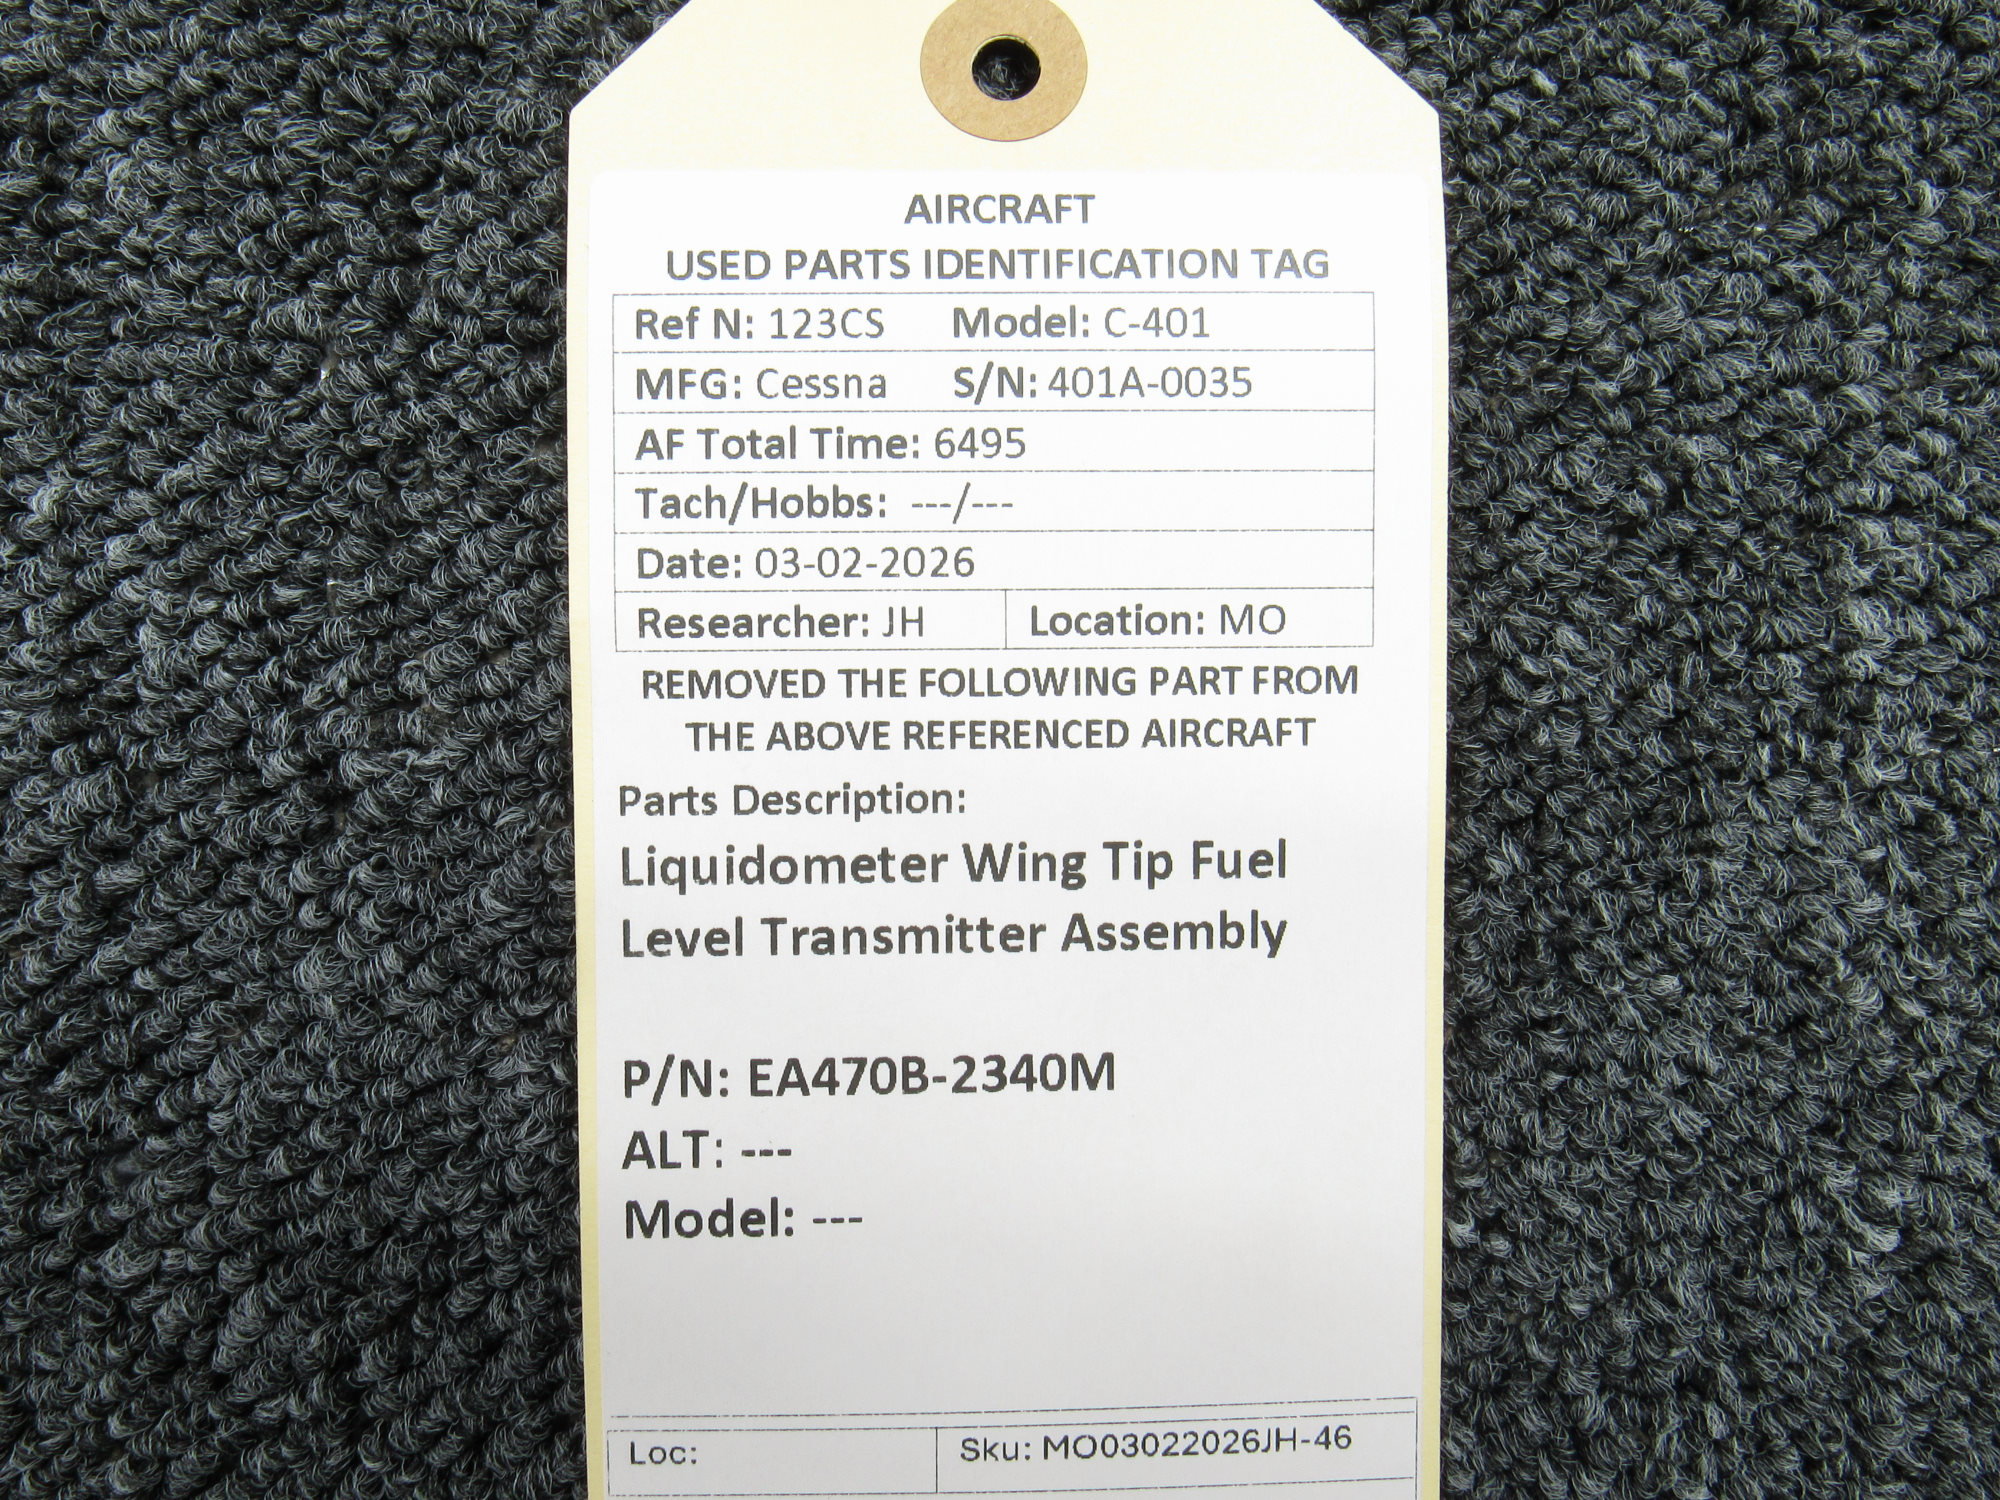 AIRCRAFT
USED PARTS IDENTIFICATION TAG
Ref N: 123CS Model: C-401
MFG: Cessna S/N: 401A-0035
AF Total Time: 6495
Tach/Hobbs: ---/---
Date: 03-02-2026
Researcher: JH Location: MO
REMOVED THE FOLLOWING PART FROM
THE ABOVE REFERENCED AIRCRAFT
Parts Description:
Liquidometer Wing Tip Fuel
Level Transmitter Assembly
P/N: EA470B-2340M
ALT: ---
Model: ---
Loc: Sku: MO03022026JH-46